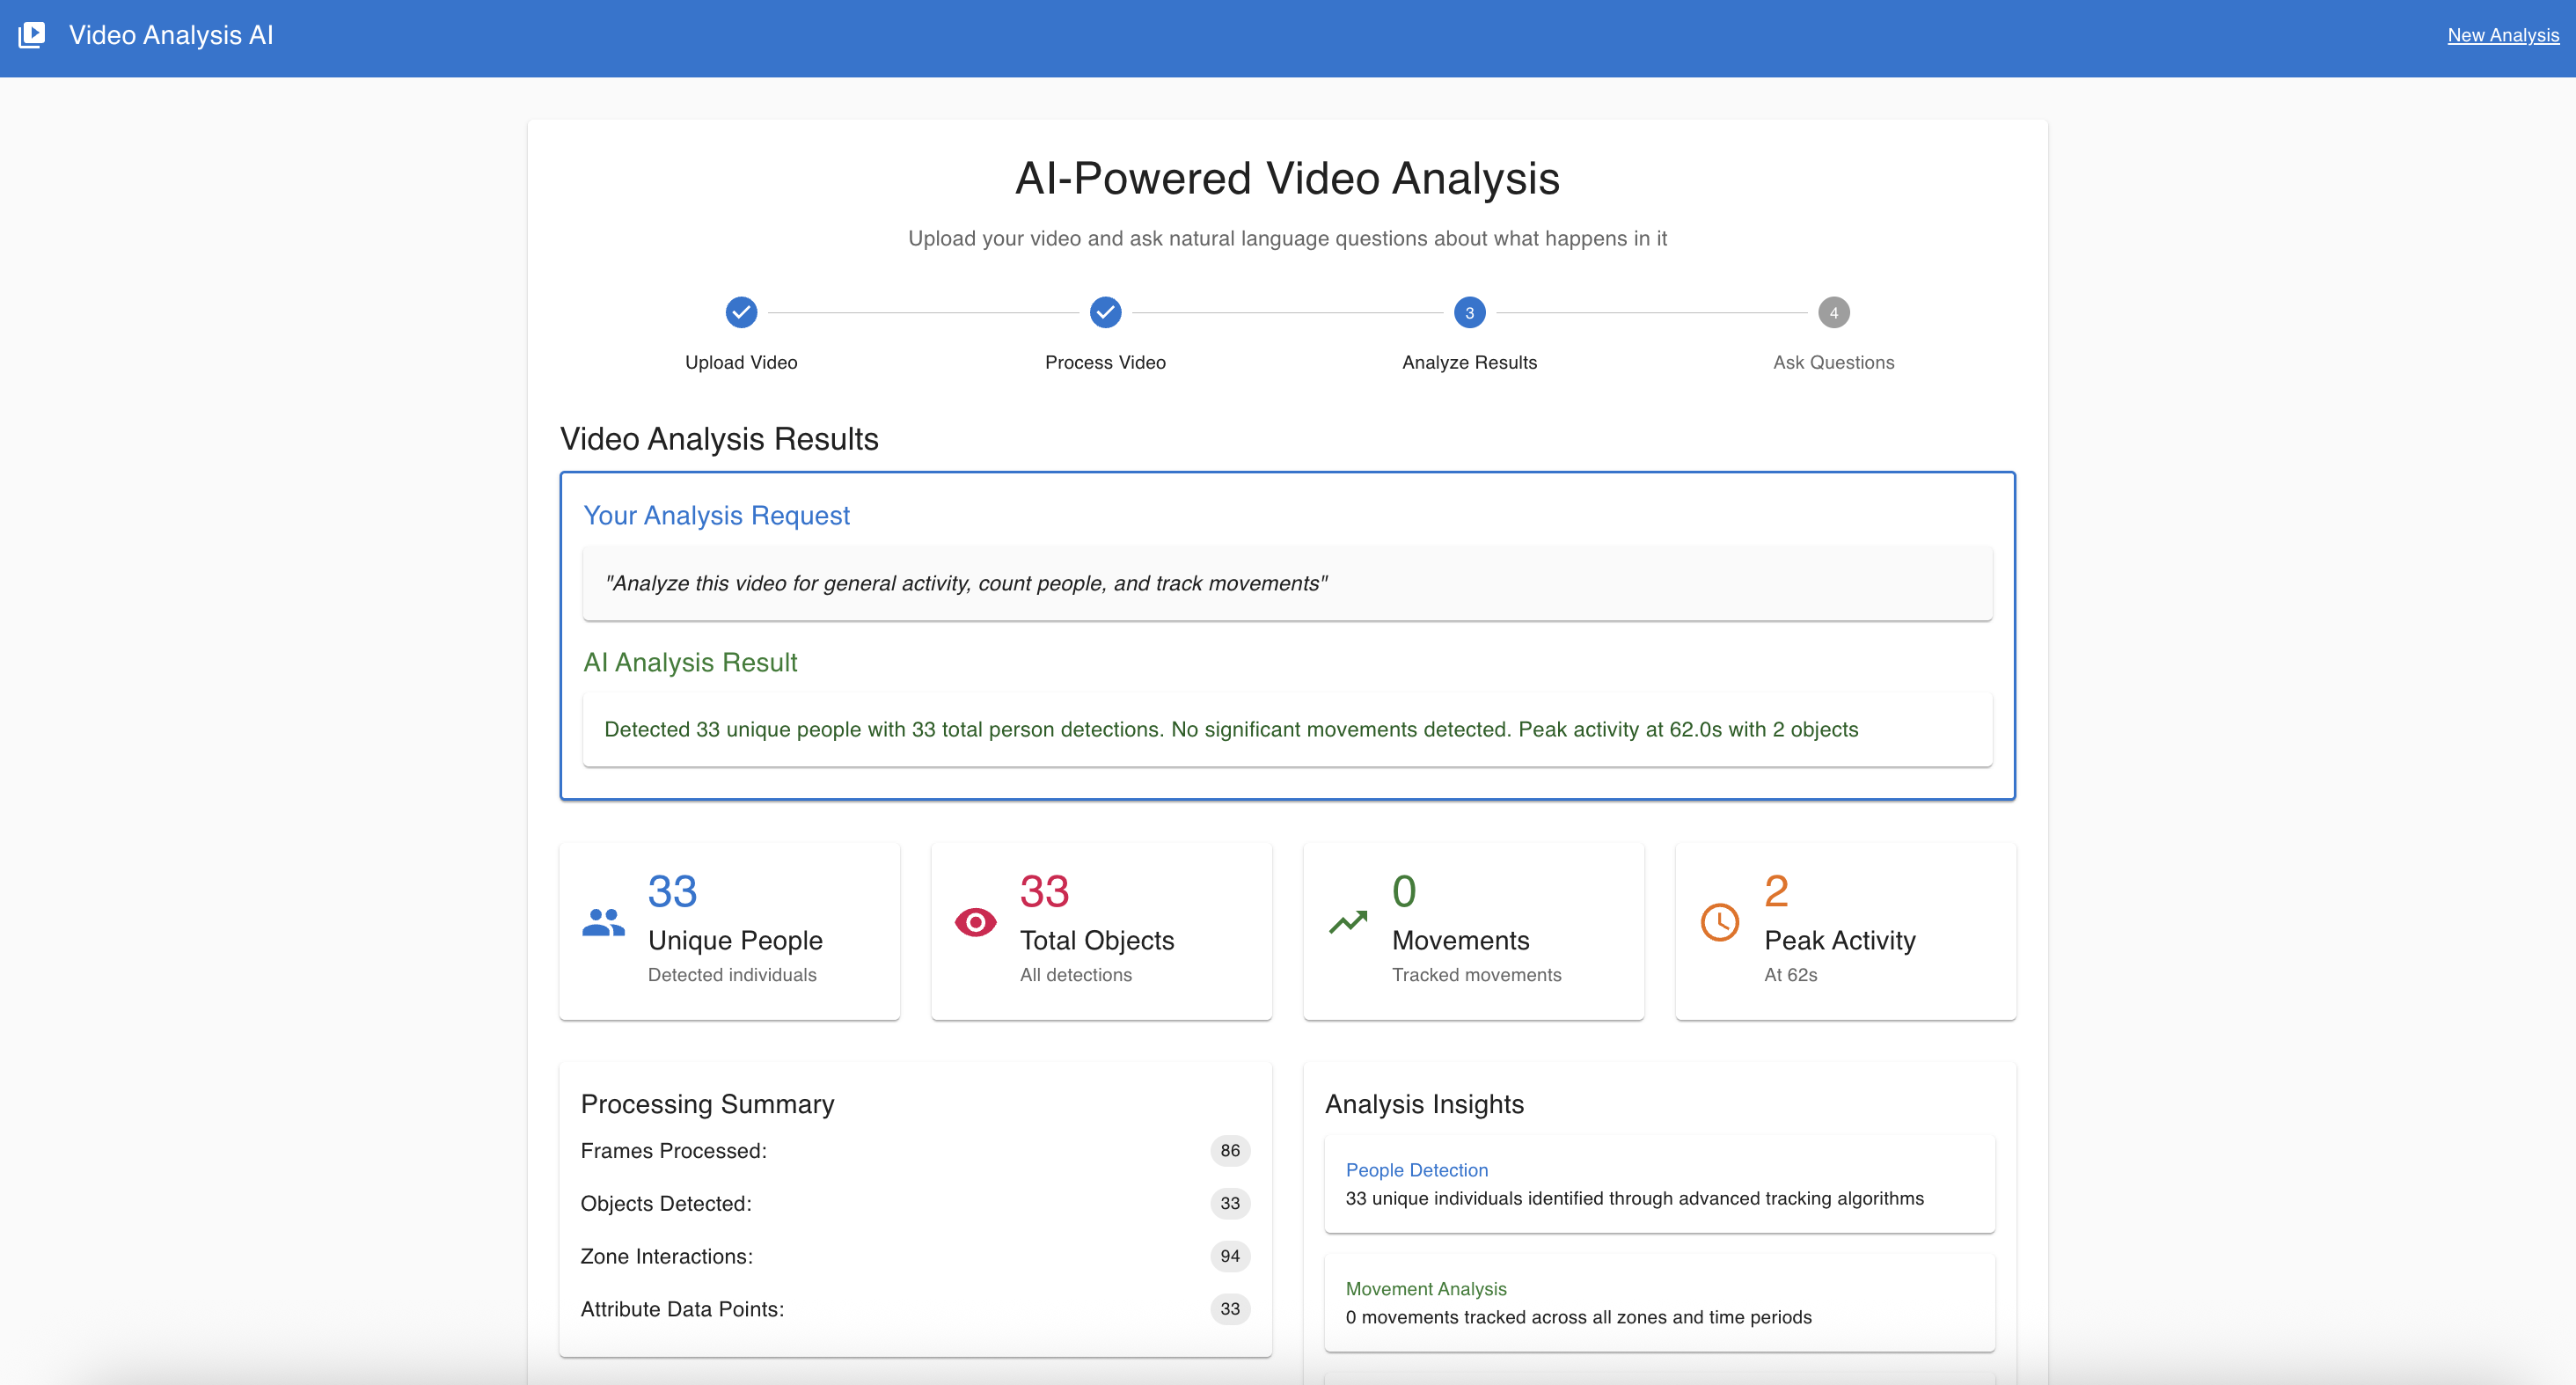 Video Analysis AI
New Analysis
AI-Powered Video Analysis
Upload your video and ask natural language questions about what happens in it
3
4
Upload Video
Process Video
Analyze Results
Ask Questions
Video Analysis Results
Your Analysis Request
"Analyze this video for general activity, count people, and track movements"
AI Analysis Result
Detected 33 unique people with 33 total person detections. No significant movements detected. Peak activity at 62.0s with 2 objects
33
Unique People
Detected individuals
33
Total Objects
All detections
0
Movements
Tracked movements
2
Peak Activity
At 62s
Processing Summary
Frames Processed: 86
Objects Detected: 33
Zone Interactions: 94
Attribute Data Points: 33
Analysis Insights
People Detection
33 unique individuals identified through advanced tracking algorithms
Movement Analysis
0 movements tracked across all zones and time periods